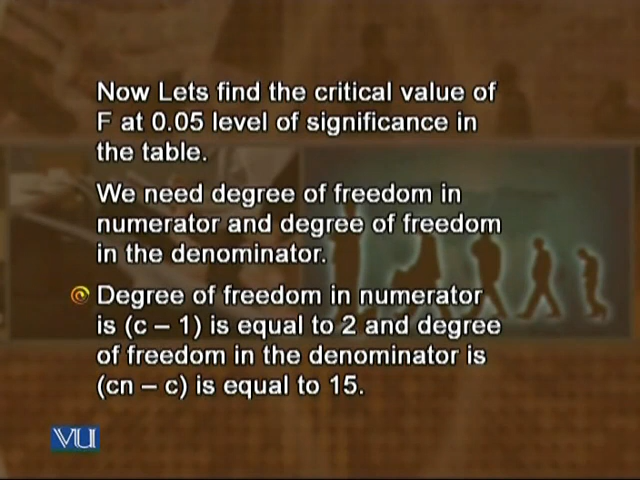 Now Lets find the critical value of
F at 0.05 level of significance in
the table.
We need degree of freedom in
numerator and degree of freedom
in the denominator.
Degree of freedom in numerator
is (c – 1) is equal to 2 and degree
of freedom in the denominator is
(cn – c) is equal to 15.
VU